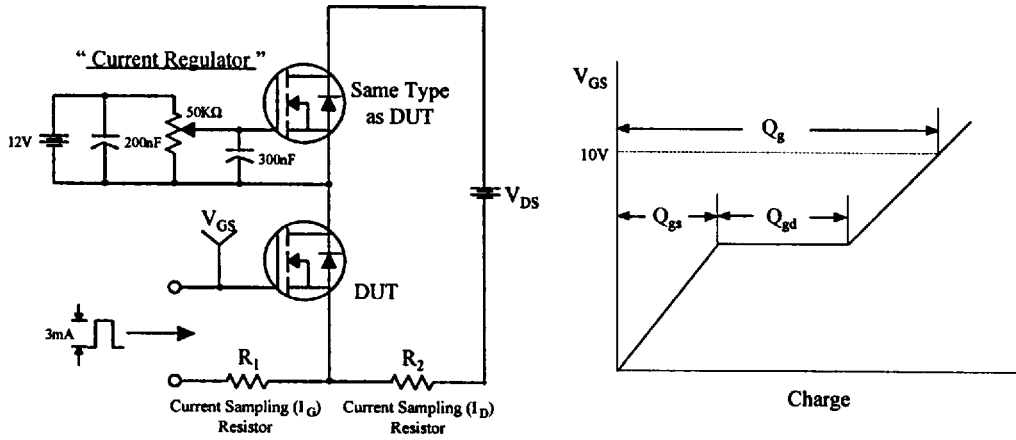 “ Current Regulator ”
12V
200nF
50KΩ
300nF
Same Type
as DUT
V_DS
V_GS
DUT
3mA
R_1
R_2
Current Sampling (I_G)
Resistor
Current Sampling (I_D)
Resistor
V_GS
10V
Q_g
Q_gs
Q_gd
Charge